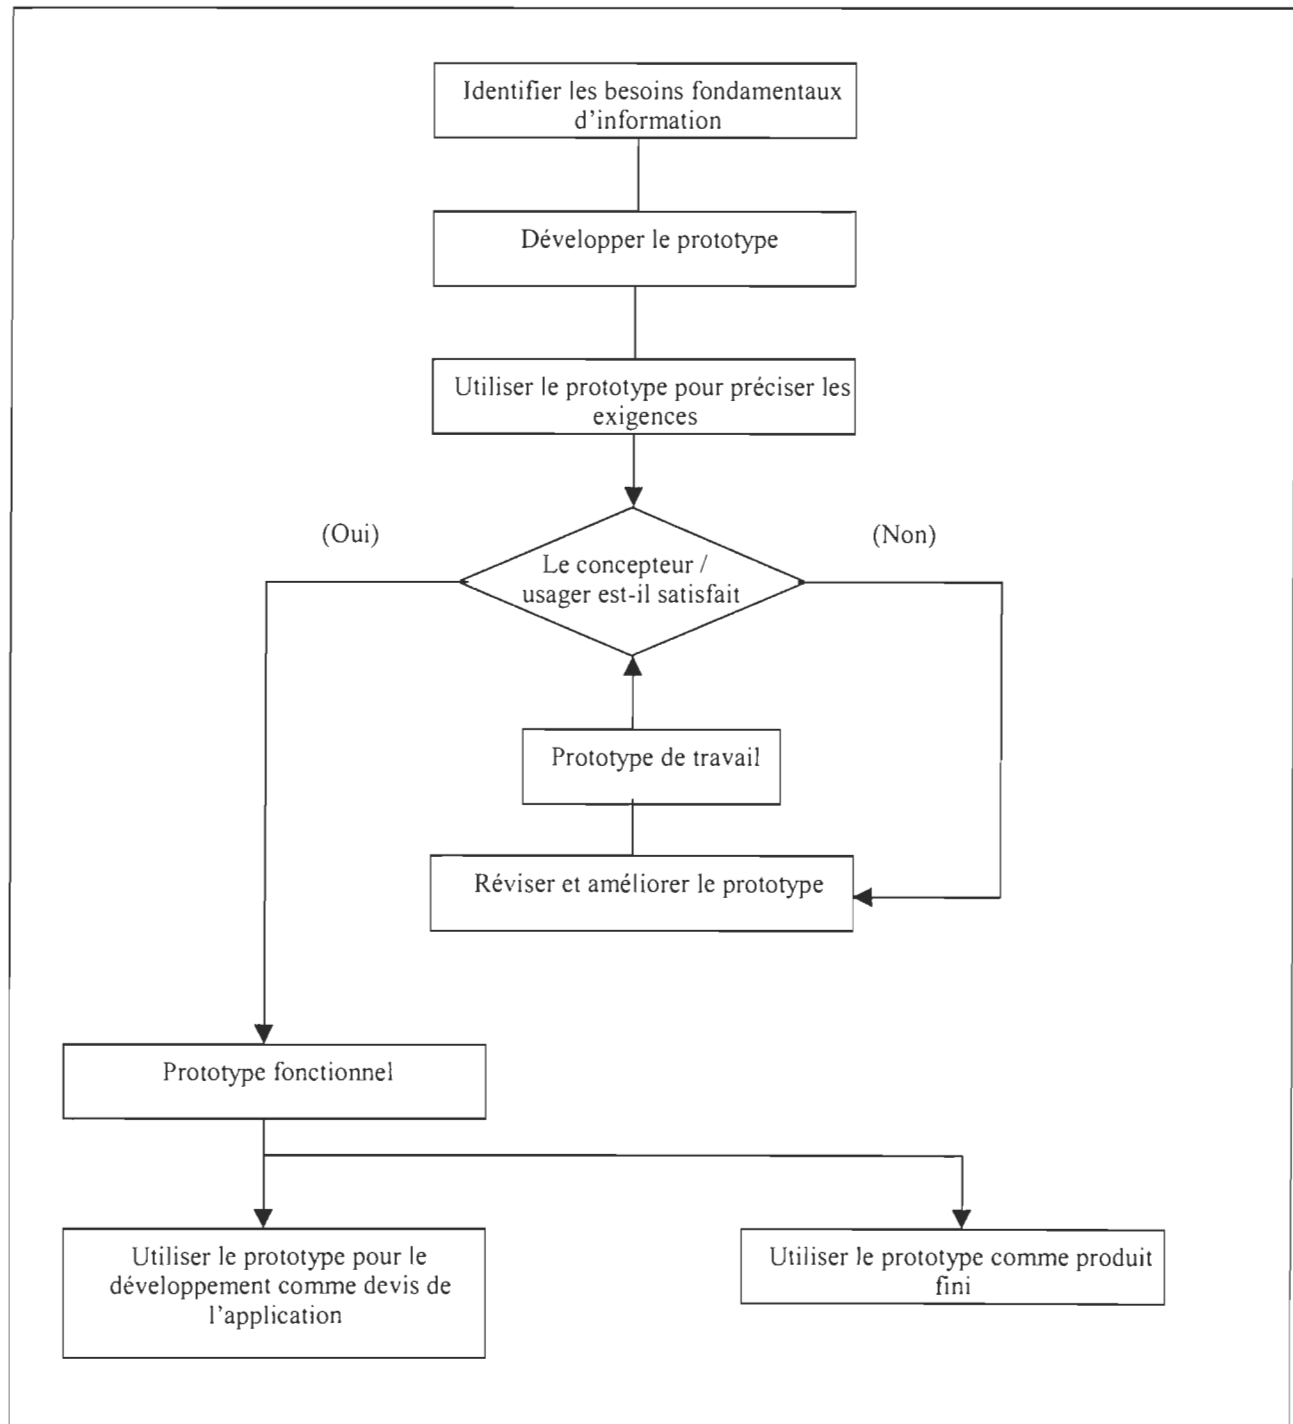 Identifier les besoins fondamentaux
d'information
Développer le prototype
Utiliser le prototype pour préciser les
exigences
(Oui)
(Non)
Le concepteur /
usager est-il satisfait
Prototype de travail
Réviser et améliorer le prototype
Prototype fonctionnel
Utiliser le prototype pour le
développement comme devis de
l'application
Utiliser le prototype comme produit
fini